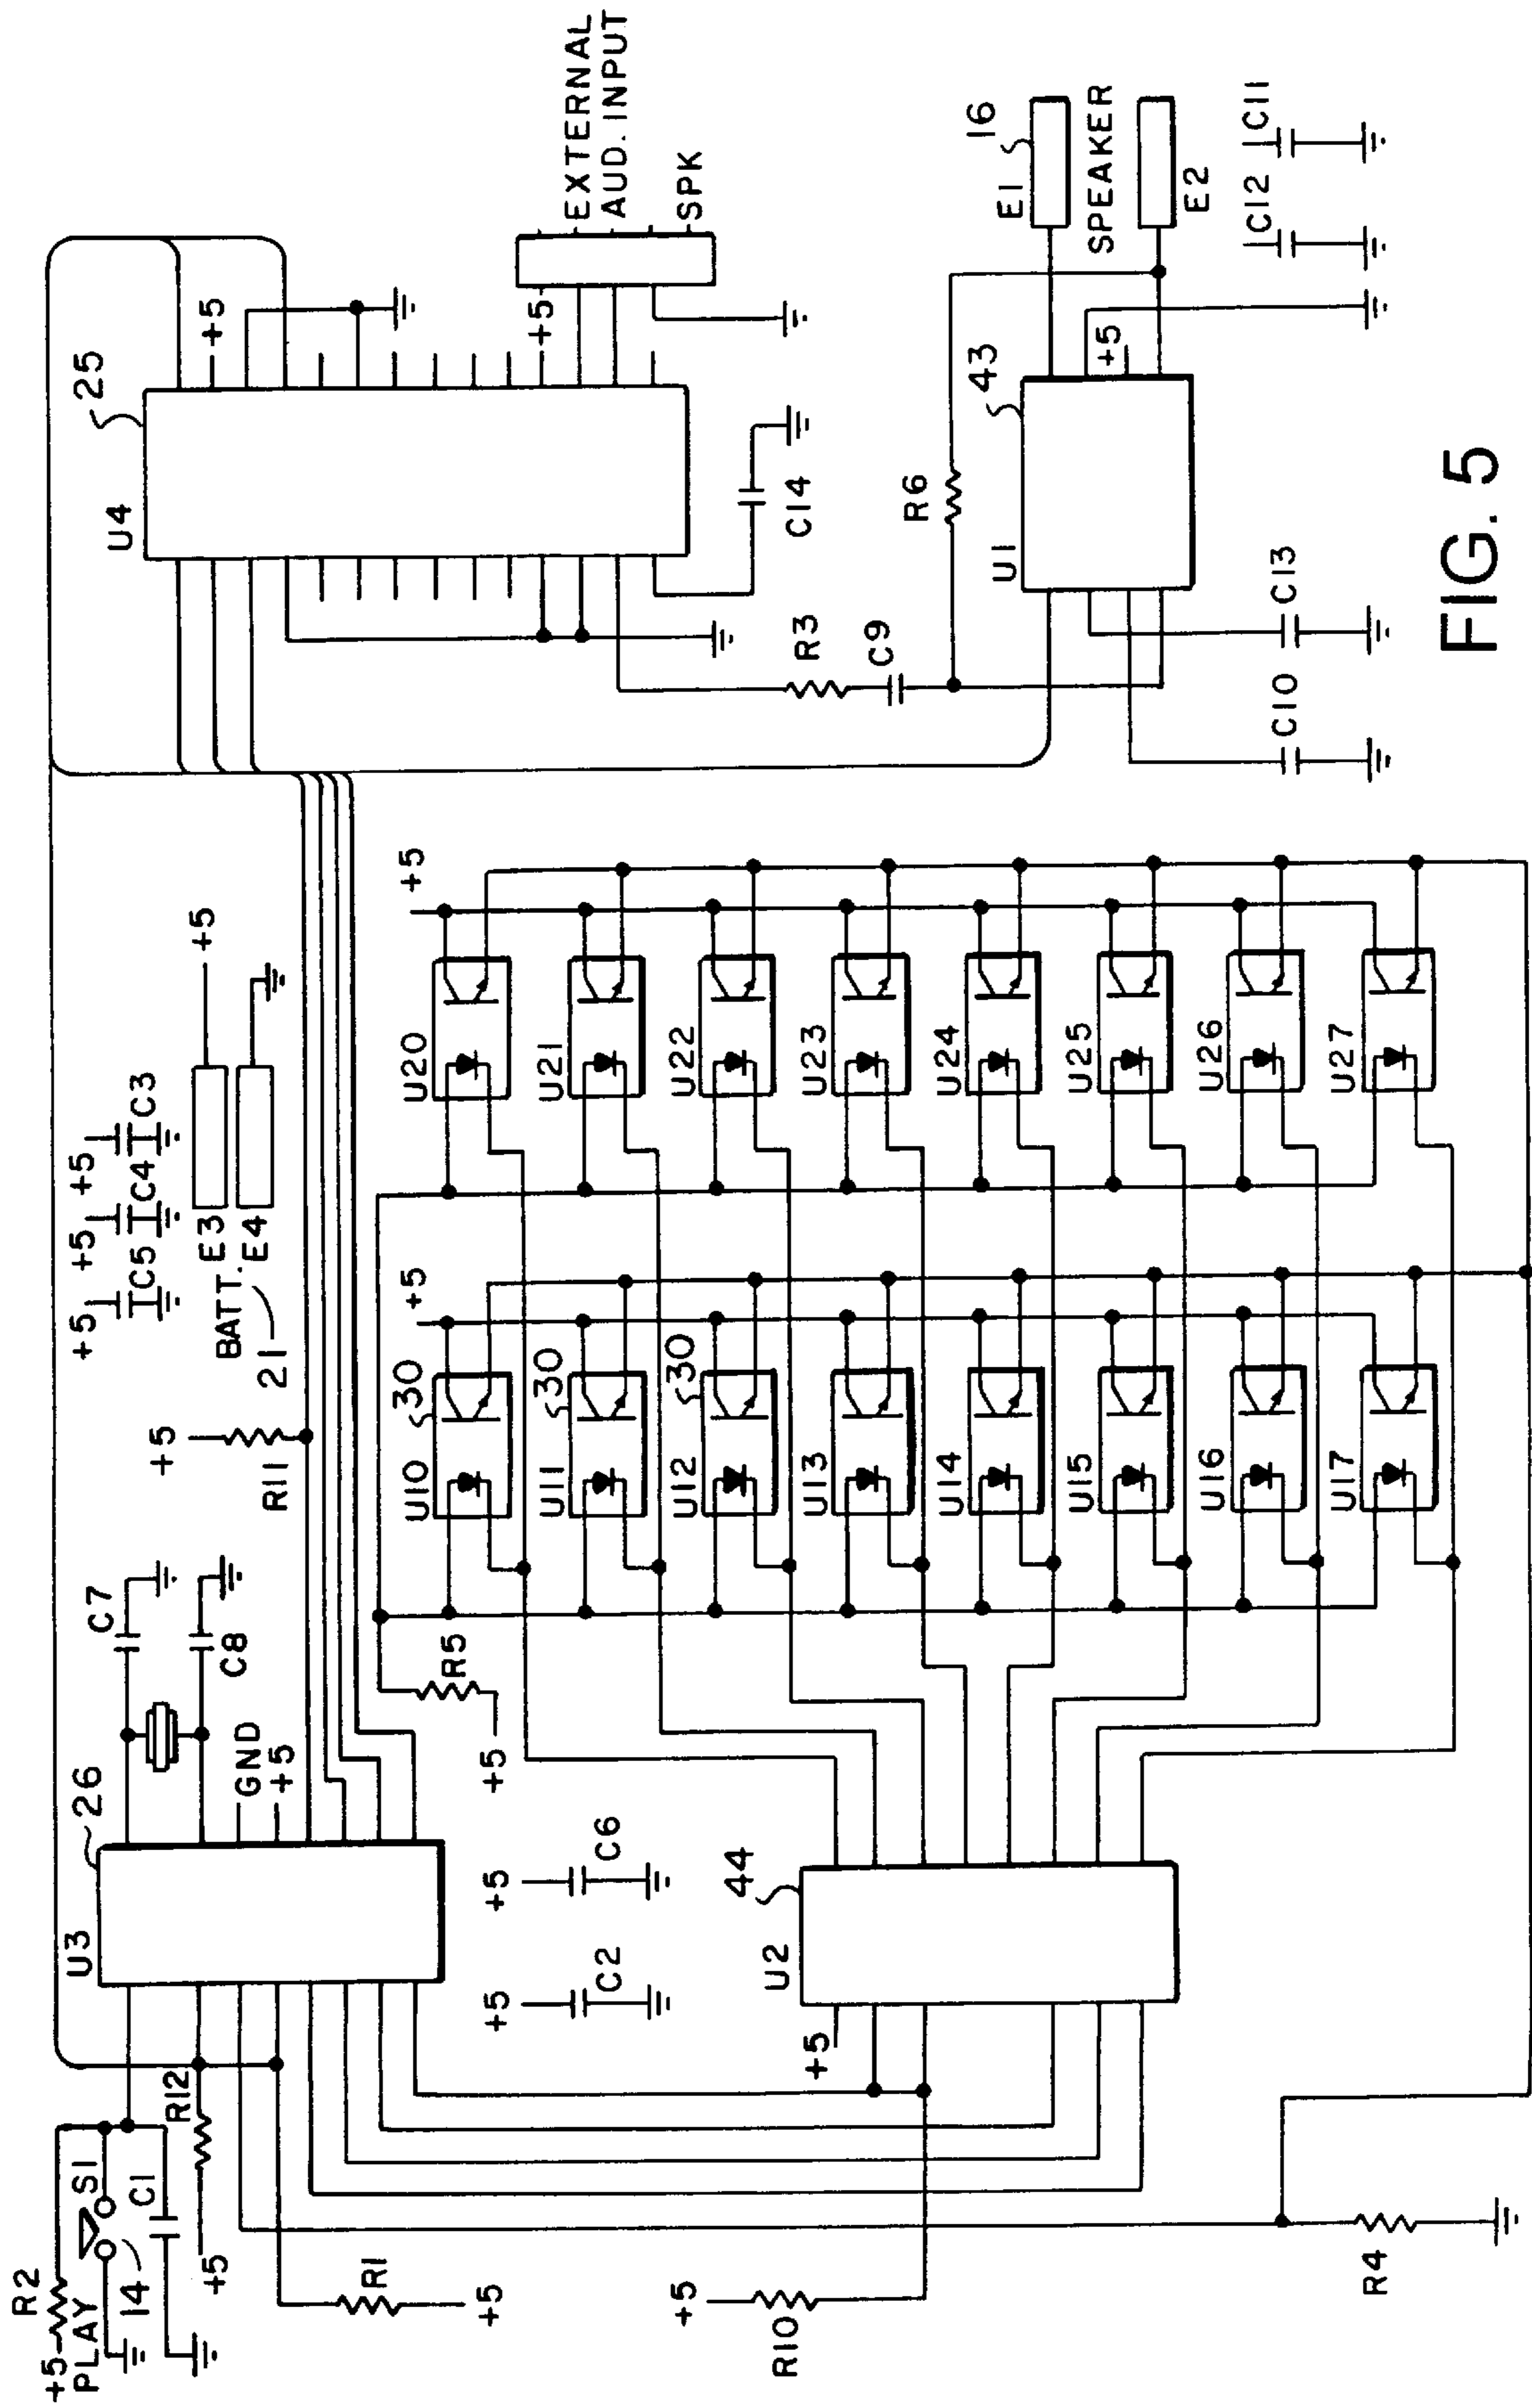 R2
+5
PLAY
S1
14
C1
R12
+5
R1
+5
U3
26
C7
C8
GND
+5
R11
+5
+5
C5
+5
C4
+5
C3
BATT.
E3
E4
21
+5
U4
25
+5
+5
EXTERNAL
AUD. INPUT
SPK
C14
R3
C9
R6
U1
43
+5
E1
16
SPEAKER
E2
C10
C13
C12
C11
+5
C2
+5
C6
R5
+5
U2
44
+5
+5
R10
R4
U10
30
+5
U11
30
U12
30
U13
U14
U15
U16
U17
U20
+5
U21
U22
U23
U24
U25
U26
U27
FIG. 5